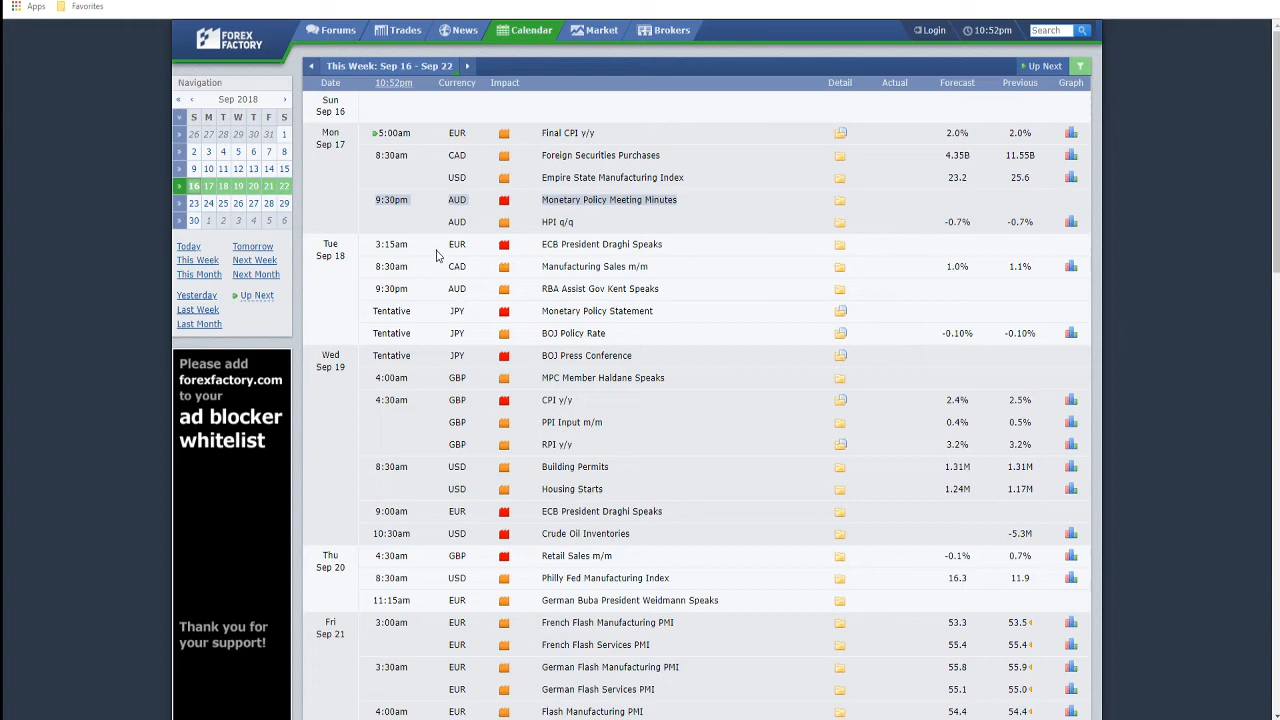 Apps Favorites
FOREX FACTORY Forums Trades News Calendar Market Brokers Login 10:52pm Search
Navigation
« ‹ Sep 2018 ›
S M T W T F S
26 27 28 29 30 31 1
2 3 4 5 6 7 8
9 10 11 12 13 14 15
16 17 18 19 20 21 22
23 24 25 26 27 28 29
30 1 2 3 4 5 6
Today Tomorrow
This Week Next Week
This Month Next Month
Yesterday Up Next
Last Week
Last Month
Please add
forexfactory.com
to your
ad blocker
whitelist
Thank you for
your support!
This Week: Sep 16 - Sep 22 Up Next
Date 10:52pm Currency Impact Detail Actual Forecast Previous Graph
Sun
Sep 16
Mon
Sep 17
5:00am EUR Final CPI y/y 2.0% 2.0%
8:30am CAD Foreign Securities Purchases 4.35B 11.55B
USD Empire State Manufacturing Index 23.2 25.6
9:30pm AUD Monetary Policy Meeting Minutes
AUD HPI q/q -0.7% -0.7%
Tue
Sep 18
3:15am EUR ECB President Draghi Speaks
8:30am CAD Manufacturing Sales m/m 1.0% 1.1%
9:30pm AUD RBA Assist Gov Kent Speaks
Tentative JPY Monetary Policy Statement
JPY BOJ Policy Rate -0.10% -0.10%
Wed
Sep 19
Tentative JPY BOJ Press Conference
4:00am GBP MPC Member Haldane Speaks
4:30am GBP CPI y/y 2.4% 2.5%
GBP PPI Input m/m 0.4% 0.5%
GBP RPI y/y 3.2% 3.2%
8:30am USD Building Permits 1.31M 1.31M
USD Housing Starts 1.24M 1.17M
9:00am EUR ECB President Draghi Speaks
10:30am USD Crude Oil Inventories -5.3M
Thu
Sep 20
4:30am GBP Retail Sales m/m -0.1% 0.7%
8:30am USD Philly Fed Manufacturing Index 16.3 11.9
11:15am EUR German Buba President Weidmann Speaks
Fri
Sep 21
3:00am EUR French Flash Manufacturing PMI 53.3 53.5
EUR French Flash Services PMI 55.4 55.4
3:30am EUR German Flash Manufacturing PMI 55.8 55.9
EUR German Flash Services PMI 55.1 55.0
4:00am EUR Flash Manufacturing PMI 54.4 54.4